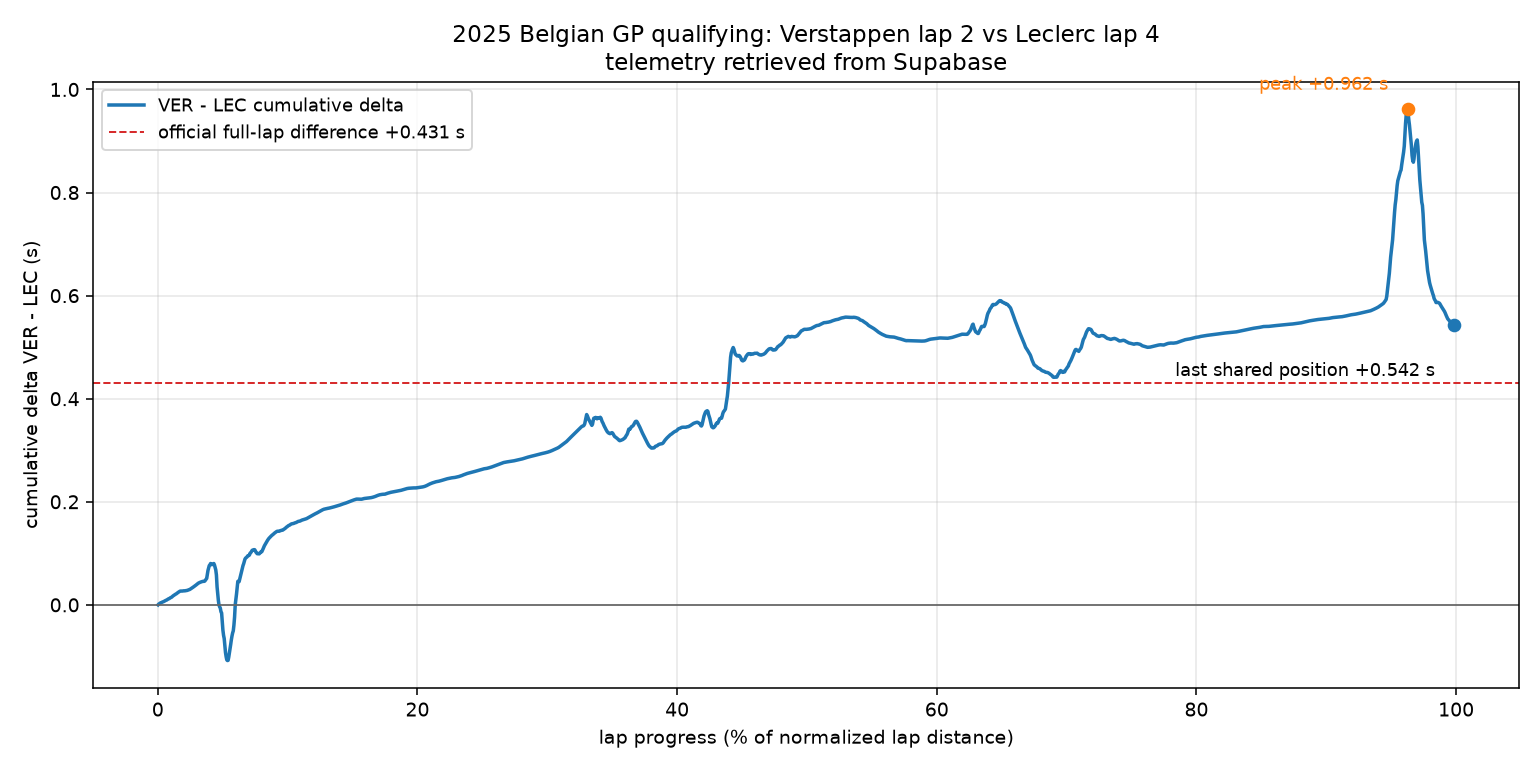 2025 Belgian GP qualifying: Verstappen lap 2 vs Leclerc lap 4
telemetry retrieved from Supabase
peak +0.962 s
VER - LEC cumulative delta
official full-lap difference +0.431 s
last shared position +0.542 s
cumulative delta VER - LEC (s)
1.0
0.8
0.6
0.4
0.2
0.0
0 20 40 60 80 100
lap progress (% of normalized lap distance)